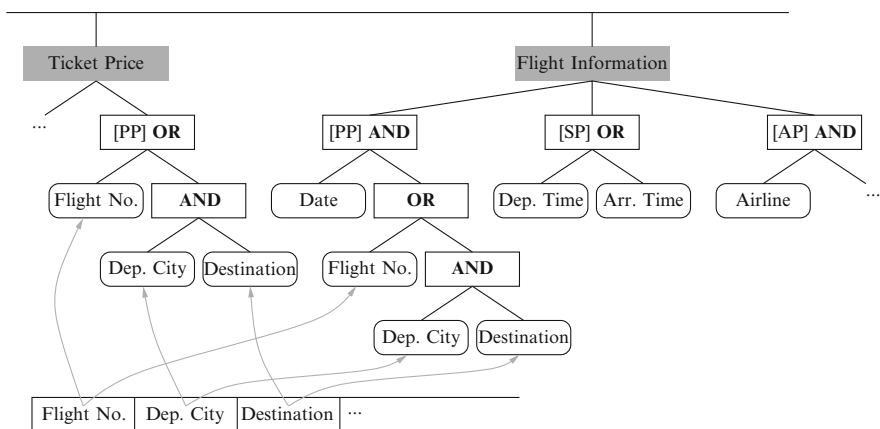 Ticket Price Flight Information
... [PP] OR [PP] AND [SP] OR [AP] AND
Flight No. AND Date OR Dep. Time Arr. Time Airline ...
Dep. City Destination Flight No. AND
Dep. City Destination
Flight No. Dep. City Destination ...